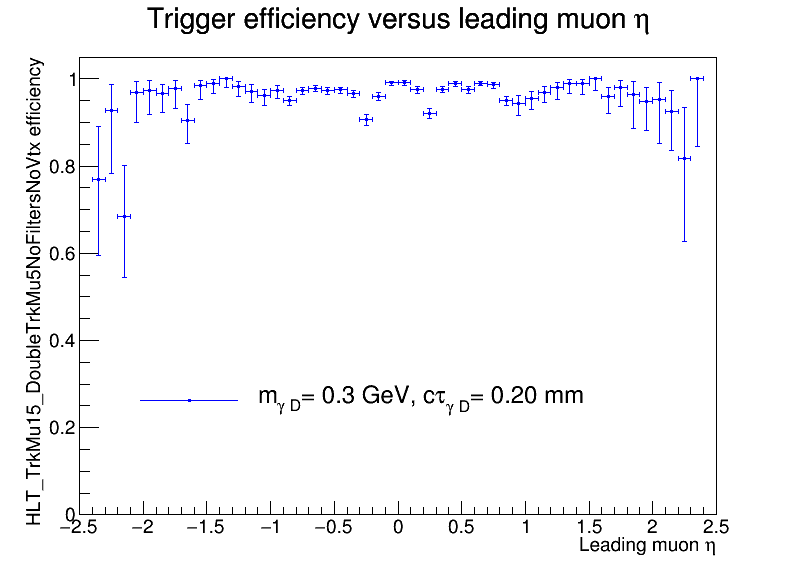 Trigger efficiency versus leading muon η
HLT_TrkMu15_DoubleTrkMu5NoFiltersNoVtx efficiency
1
0.8
0.6
0.4
0.2
0
m_γ D= 0.3 GeV, cτ_γ D= 0.20 mm
−2.5 −2 −1.5 −1 −0.5 0 0.5 1 1.5 2 2.5
Leading muon η